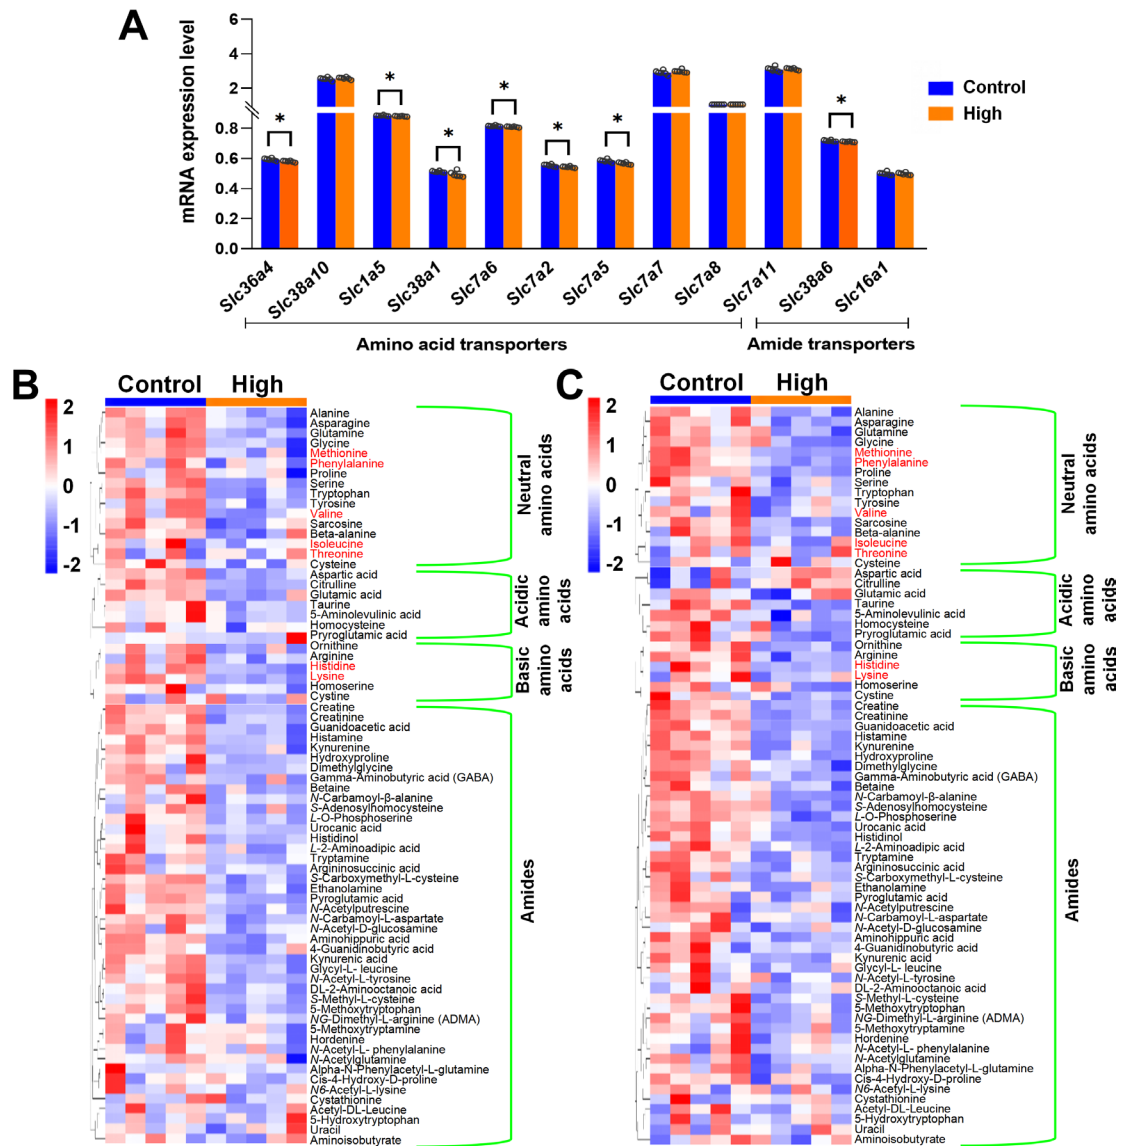 A
mRNA expression level
6
4
2
0.8
0.6
0.4
0.2
0.0
*
*
*
*
*
*
*
Control
High
Slc36a4
Slc38a10
Slc1a5
Slc38a1
Slc7a6
Slc7a2
Slc7a5
Slc7a7
Slc7a8
Slc7a11
Slc38a6
Slc16a1
Amino acid transporters
Amide transporters
B
Control
High
2
1
0
-1
-2
Alanine
Asparagine
Glutamine
Glycine
Methionine
Phenylalanine
Proline
Serine
Tryptophan
Tyrosine
Valine
Sarcosine
Beta-alanine
Isoleucine
Threonine
Cysteine
Aspartic acid
Citrulline
Glutamic acid
Taurine
5-Aminolevulinic acid
Homocysteine
Pryroglutamic acid
Ornithine
Arginine
Histidine
Lysine
Homoserine
Cystine
Creatine
Creatinine
Guanidoacetic acid
Histamine
Kynurenine
Hydroxyproline
Dimethylglycine
Gamma-Aminobutyric acid (GABA)
Betaine
N-Carbamoyl-β-alanine
S-Adenosylhomocysteine
L-O-Phosphoserine
Urocanic acid
Histidinol
L-2-Aminoadipic acid
Tryptamine
Argininosuccinic acid
S-Carboxymethyl-L-cysteine
Ethanolamine
Pyroglutamic acid
N-Acetylputrescine
N-Carbamoyl-L-aspartate
N-Acetyl-D-glucosamine
Aminohippuric acid
4-Guanidinobutyric acid
Kynurenic acid
Glycyl-L- leucine
N-Acetyl-L-tyrosine
DL-2-Aminooctanoic acid
S-Methyl-L-cysteine
5-Methoxytryptophan
NG-Dimethyl-L-arginine (ADMA)
5-Methoxytryptamine
Hordenine
N-Acetyl-L- phenylalanine
N-Acetylglutamine
Alpha-N-Phenylacetyl-L-glutamine
Cis-4-Hydroxy-D-proline
N6-Acetyl-L-lysine
Cystathionine
Acetyl-DL-Leucine
5-Hydroxytryptophan
Uracil
Aminoisobutyrate
Neutral
amino acids
Acidic
amino
acids
Basic
amino
acids
Amides
C
Control
High
2
1
0
-1
-2
Alanine
Asparagine
Glutamine
Glycine
Methionine
Phenylalanine
Proline
Serine
Tryptophan
Tyrosine
Valine
Sarcosine
Beta-alanine
Isoleucine
Threonine
Cysteine
Aspartic acid
Citrulline
Glutamic acid
Taurine
5-Aminolevulinic acid
Homocysteine
Pryroglutamic acid
Ornithine
Arginine
Histidine
Lysine
Homoserine
Cystine
Creatine
Creatinine
Guanidoacetic acid
Histamine
Kynurenine
Hydroxyproline
Dimethylglycine
Gamma-Aminobutyric acid (GABA)
Betaine
N-Carbamoyl-β-alanine
S-Adenosylhomocysteine
L-O-Phosphoserine
Urocanic acid
Histidinol
L-2-Aminoadipic acid
Tryptamine
Argininosuccinic acid
S-Carboxymethyl-L-cysteine
Ethanolamine
Pyroglutamic acid
N-Acetylputrescine
N-Carbamoyl-L-aspartate
N-Acetyl-D-glucosamine
Aminohippuric acid
4-Guanidinobutyric acid
Kynurenic acid
Glycyl-L- leucine
N-Acetyl-L-tyrosine
DL-2-Aminooctanoic acid
S-Methyl-L-cysteine
5-Methoxytryptophan
NG-Dimethyl-L-arginine (ADMA)
5-Methoxytryptamine
Hordenine
N-Acetyl-L- phenylalanine
N-Acetylglutamine
Alpha-N-Phenylacetyl-L-glutamine
Cis-4-Hydroxy-D-proline
N6-Acetyl-L-lysine
Cystathionine
Acetyl-DL-Leucine
5-Hydroxytryptophan
Uracil
Aminoisobutyrate
Neutral
amino acids
Acidic
amino
acids
Basic
amino
acids
Amides